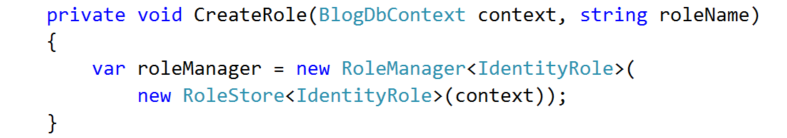 private void CreateRole(BlogDbContext context, string roleName)
{
    var roleManager = new RoleManager<IdentityRole>(
        new RoleStore<IdentityRole>(context));
}